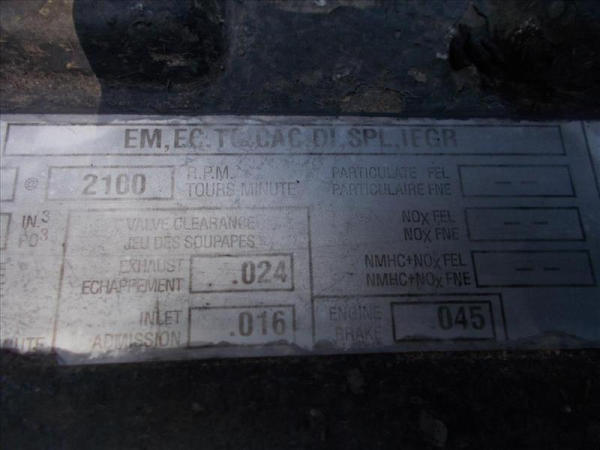 EM,EC,TC,CAC,DI,SPL,IEGR
@ 2100 R.P.M. TOURS MINUTE
PARTICULATE FEL
PARTICULAIRE FNE --
IN.3
PO3
VALVE CLEARANCE
JEU DES SOUPAPES
NOX FEL
NOX FNE --
EXHAUST
ECHAPPEMENT .024
NMHC+NOX FEL
NMHC+NOX FNE --
INLET
ADMISSION .016
ENGINE
BRAKE .045